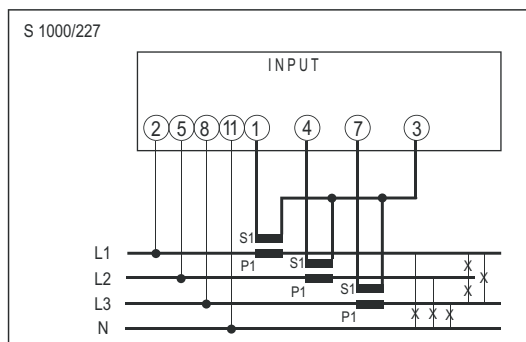 S 1000/227
INPUT
2 5 8 11 1 4 7 3
S1
L1
P1 S1
L2
P1 S1
L3
P1
N
X
X X
X
X X X